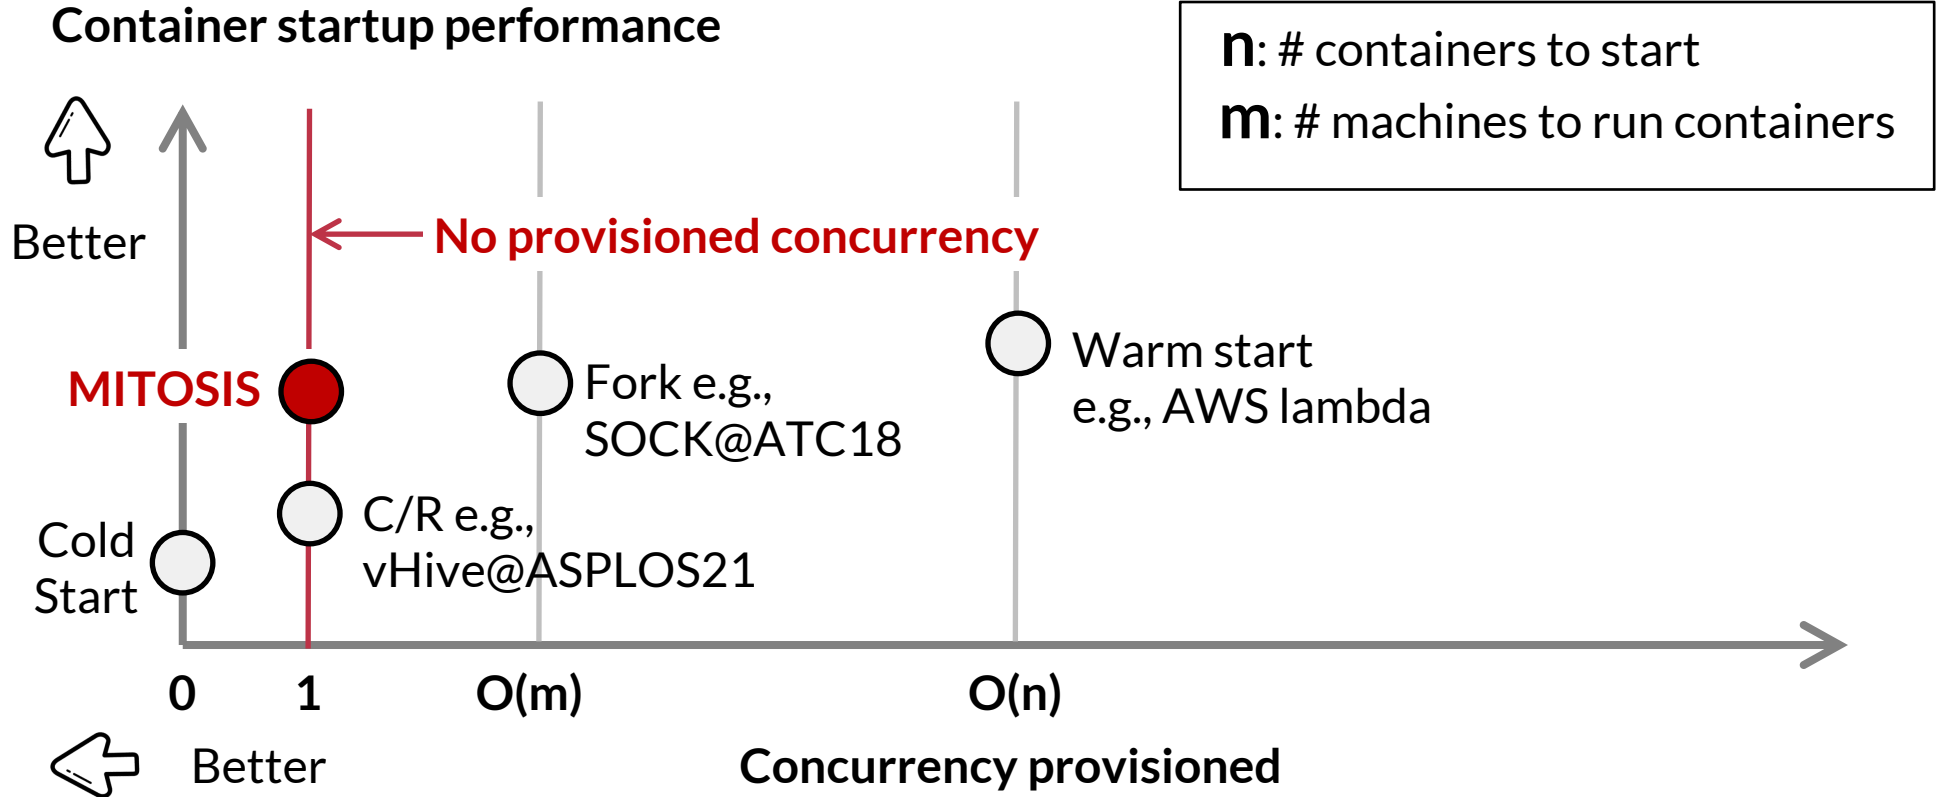 Container startup performance
n: # containers to start
m: # machines to run containers
Better
No provisioned concurrency
MITOSIS
Fork e.g.,
SOCK@ATC18
Warm start
e.g., AWS lambda
C/R e.g.,
vHive@ASPLOS21
Cold
Start
0
1
O(m)
O(n)
Better
Concurrency provisioned